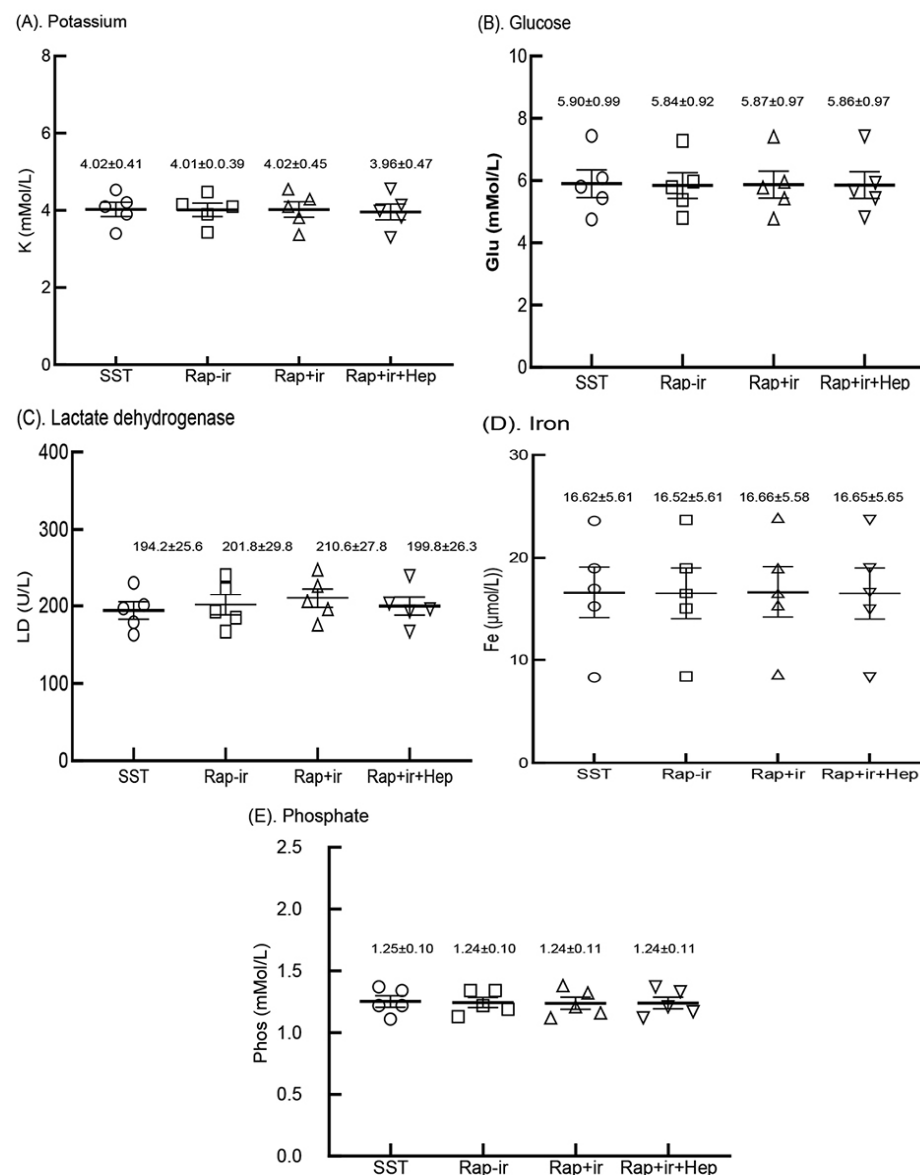 (A). Potassium
8
6
4
2
0
K (mMol/L)
4.02±0.41 4.01±0.0.39 4.02±0.45 3.96±0.47
SST Rap-ir Rap+ir Rap+ir+Hep
(B). Glucose
10
8
6
4
2
0
Glu (mMol/L)
5.90±0.99 5.84±0.92 5.87±0.97 5.86±0.97
SST Rap-ir Rap+ir Rap+ir+Hep
(C). Lactate dehydrogenase
400
300
200
100
0
LD (U/L)
194.2±25.6 201.8±29.8 210.6±27.8 199.8±26.3
SST Rap-ir Rap+ir Rap+ir+Hep
(D). Iron
30
20
10
0
Fe (µmol/L))
16.62±5.61 16.52±5.61 16.66±5.58 16.65±5.65
SST Rap-ir Rap+ir Rap+ir+Hep
(E). Phosphate
2.5
2.0
1.5
1.0
0.5
0.0
Phos (mMol/L)
1.25±0.10 1.24±0.10 1.24±0.11 1.24±0.11
SST Rap-ir Rap+ir Rap+ir+Hep